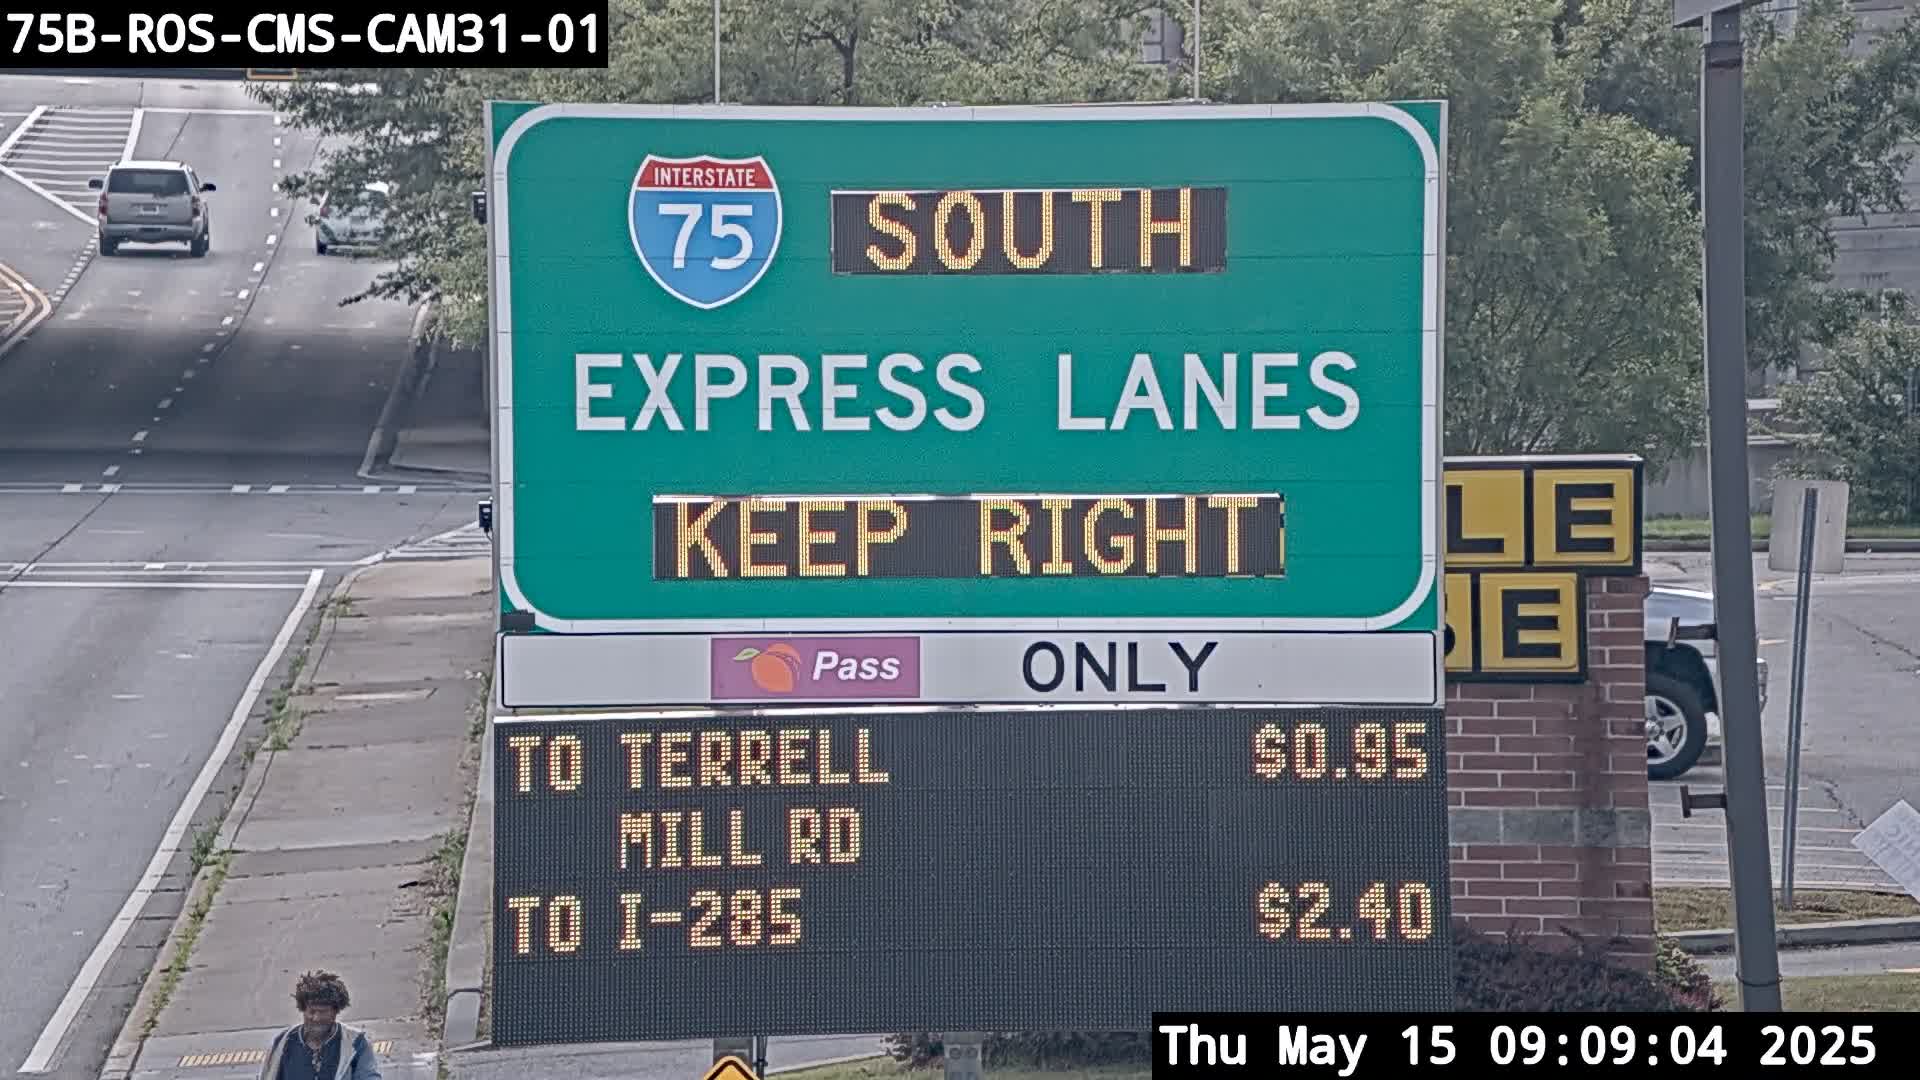 75B-ROS-CMS-CAM31-01
INTERSTATE
75
SOUTH
EXPRESS LANES
KEEP RIGHT
Pass ONLY
TO TERRELL $0.95
MILL RD
TO I-285 $2.40
LE
E
Thu May 15 09:09:04 2025